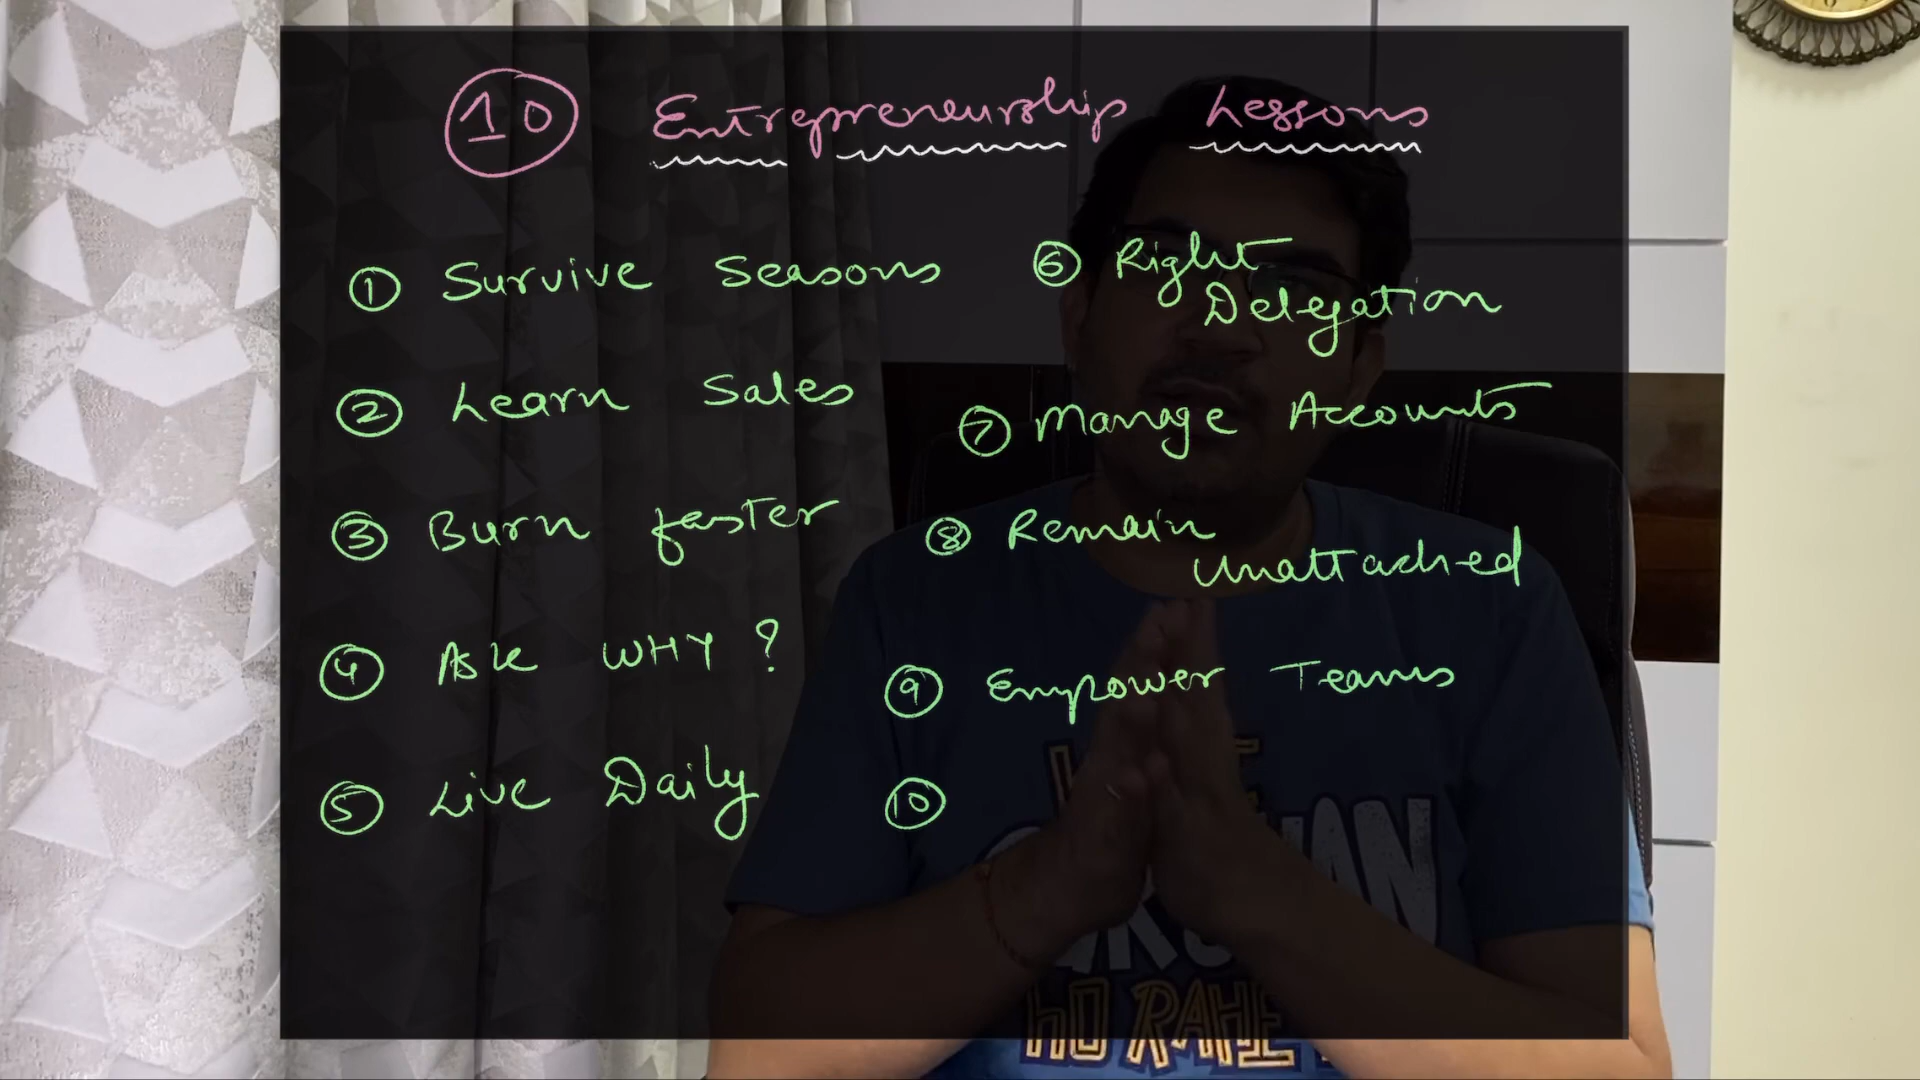 10 Entrepreneurship Lessons
1 Survive Seasons
2 Learn Sales
3 Burn faster
4 Ask WHY ?
5 Live Daily
6 Right
Delegation
7 Manage Accounts
8 Remain
Unattached
9 Empower Teams
10
HO RAHE